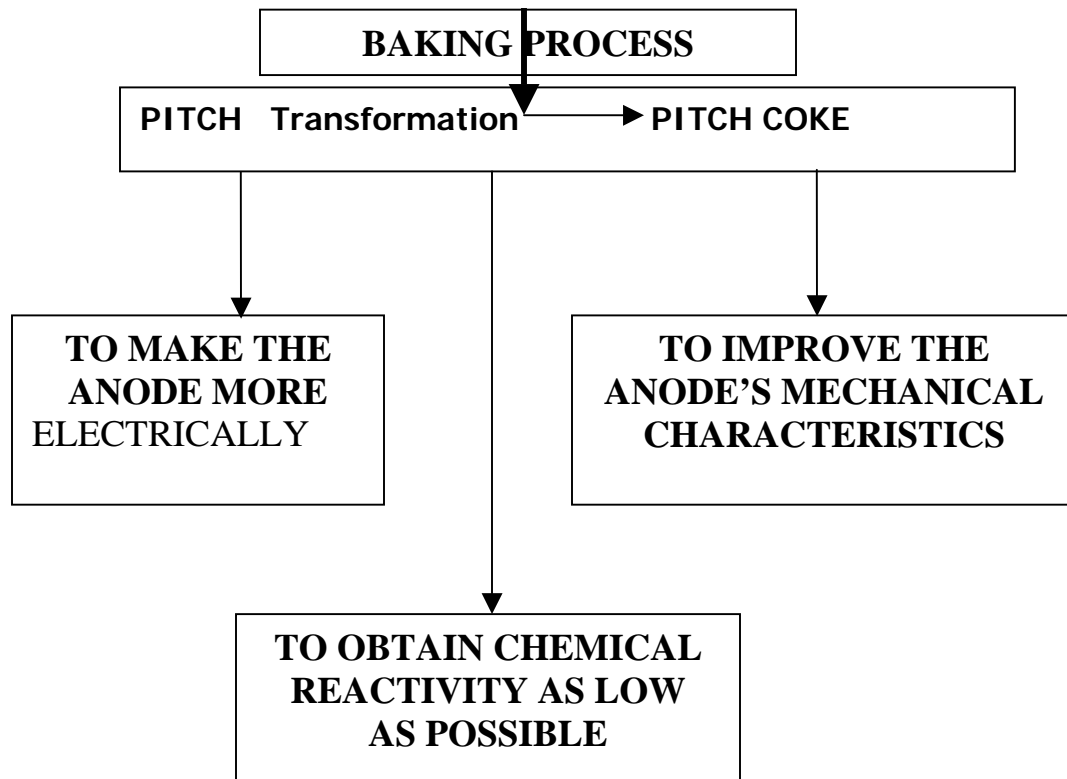 BAKING PROCESS
PITCH Transformation PITCH COKE
TO MAKE THE
ANODE MORE
ELECTRICALLY
TO IMPROVE THE
ANODE’S MECHANICAL
CHARACTERISTICS
TO OBTAIN CHEMICAL
REACTIVITY AS LOW
AS POSSIBLE